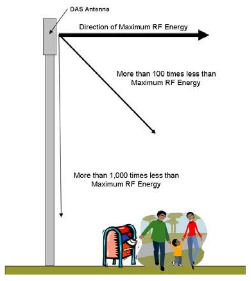 DAS Antenna
Direction of Maximum RF Energy
More than 100 times less than
Maximum RF Energy
More than 1,000 times less than
Maximum RF Energy